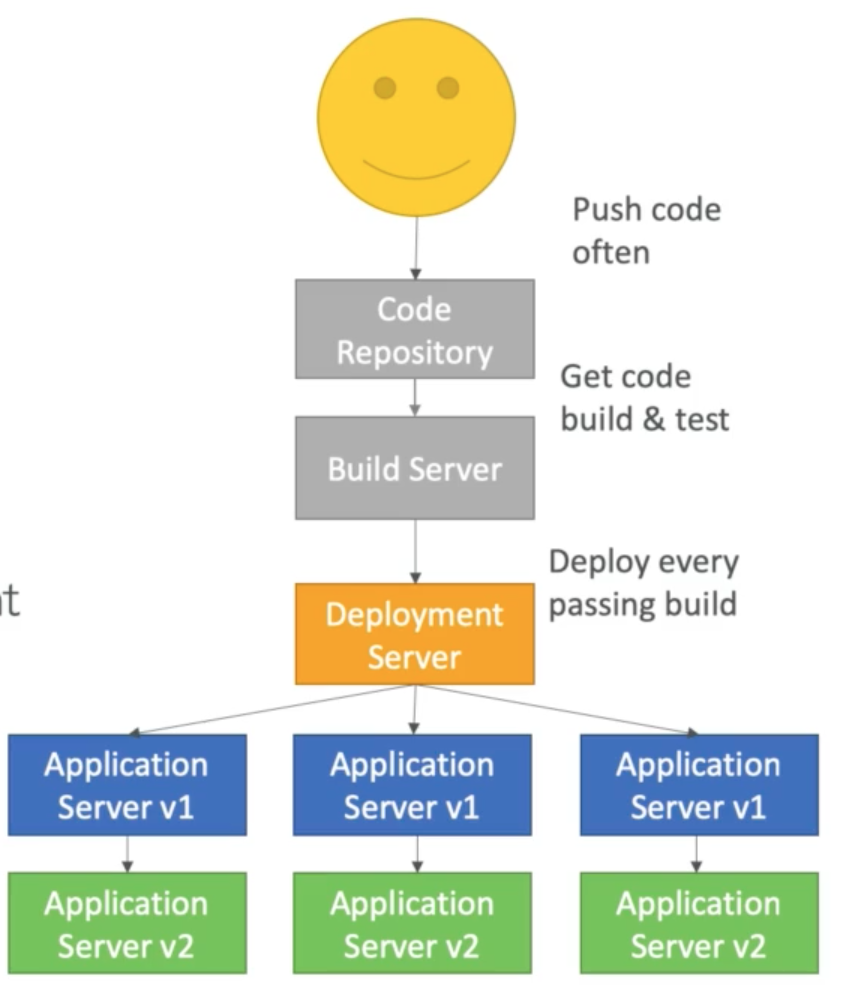 Push code
often
Code
Repository
Get code
build & test
Build Server
Deploy every
passing build
Deployment
Server
Application
Server v1
Application
Server v1
Application
Server v1
Application
Server v2
Application
Server v2
Application
Server v2